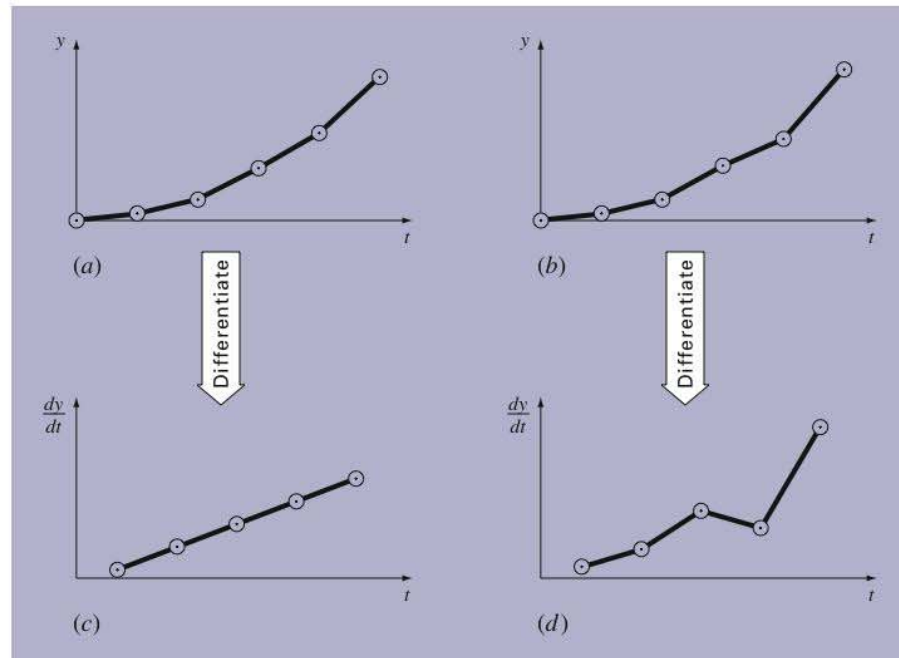 y
t
(a)
y
t
(b)
Differentiate
Differentiate
dy
dt
t
(c)
dy
dt
t
(d)